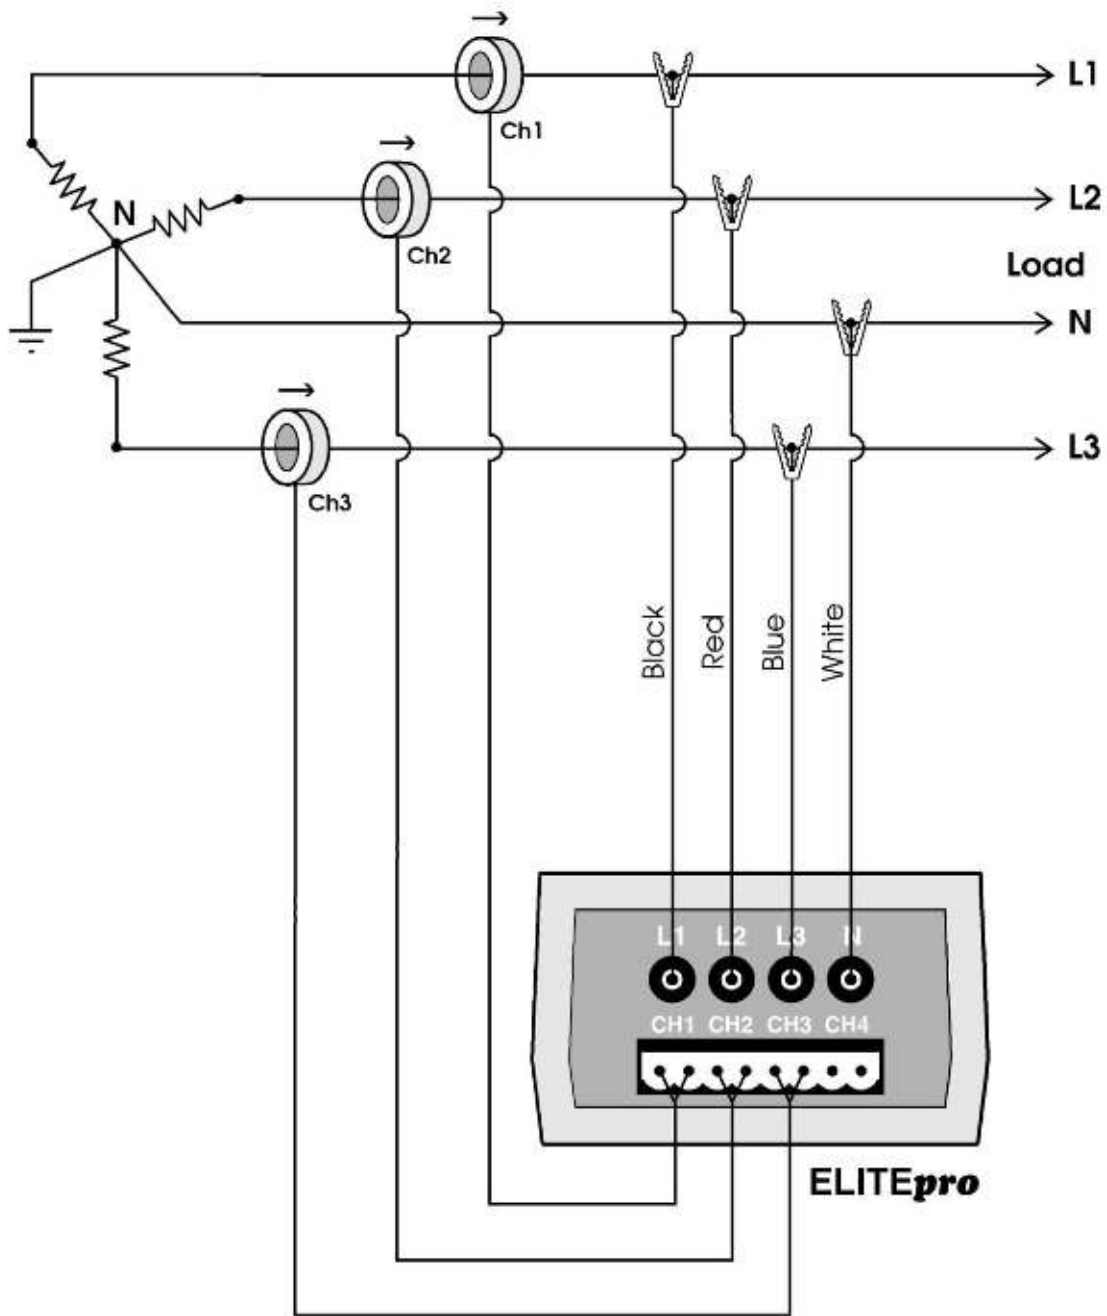 L1
Ch1
N
L2
Ch2
Load
N
L3
Ch3
Black
Red
Blue
White
L1 L2 L3 N
CH1 CH2 CH3 CH4
ELITEpro